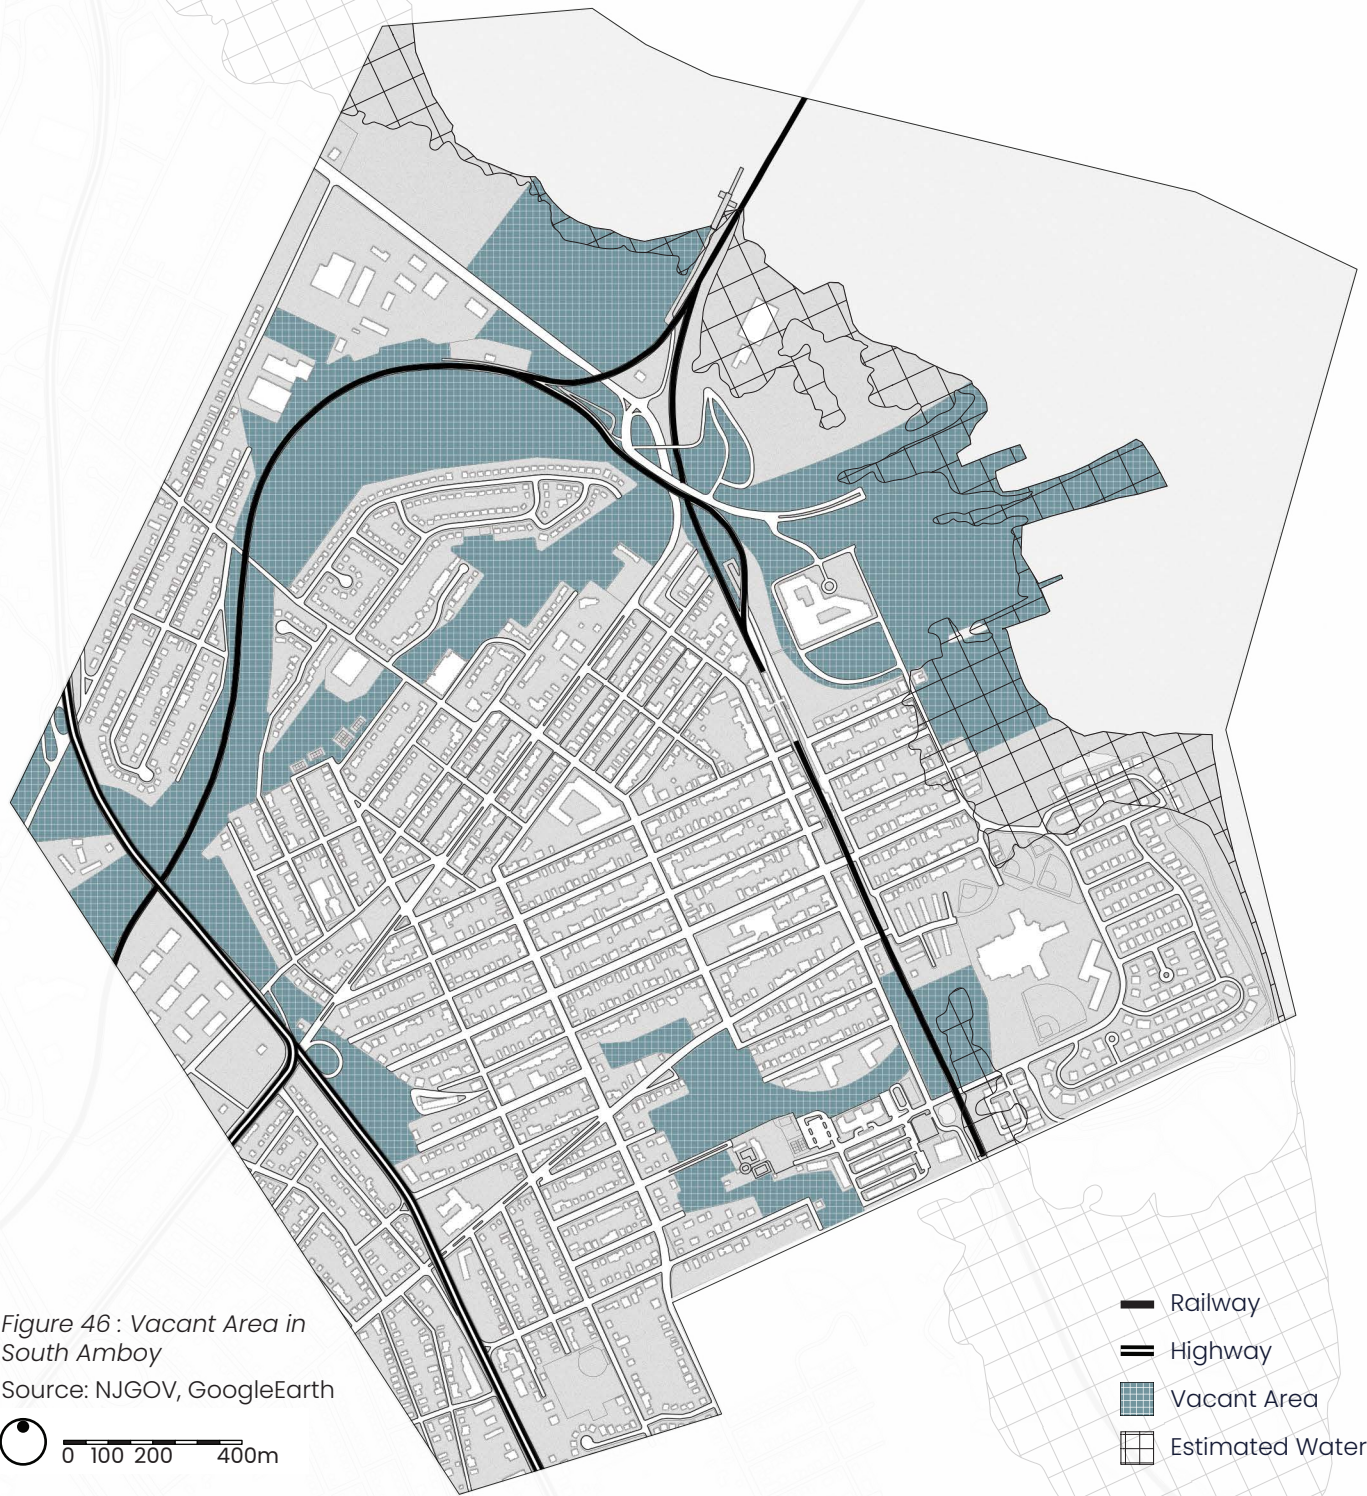 Figure 46 : Vacant Area in
South Amboy
Source: NJGOV, GoogleEarth
0 100 200 400m
Railway
Highway
Vacant Area
Estimated Water